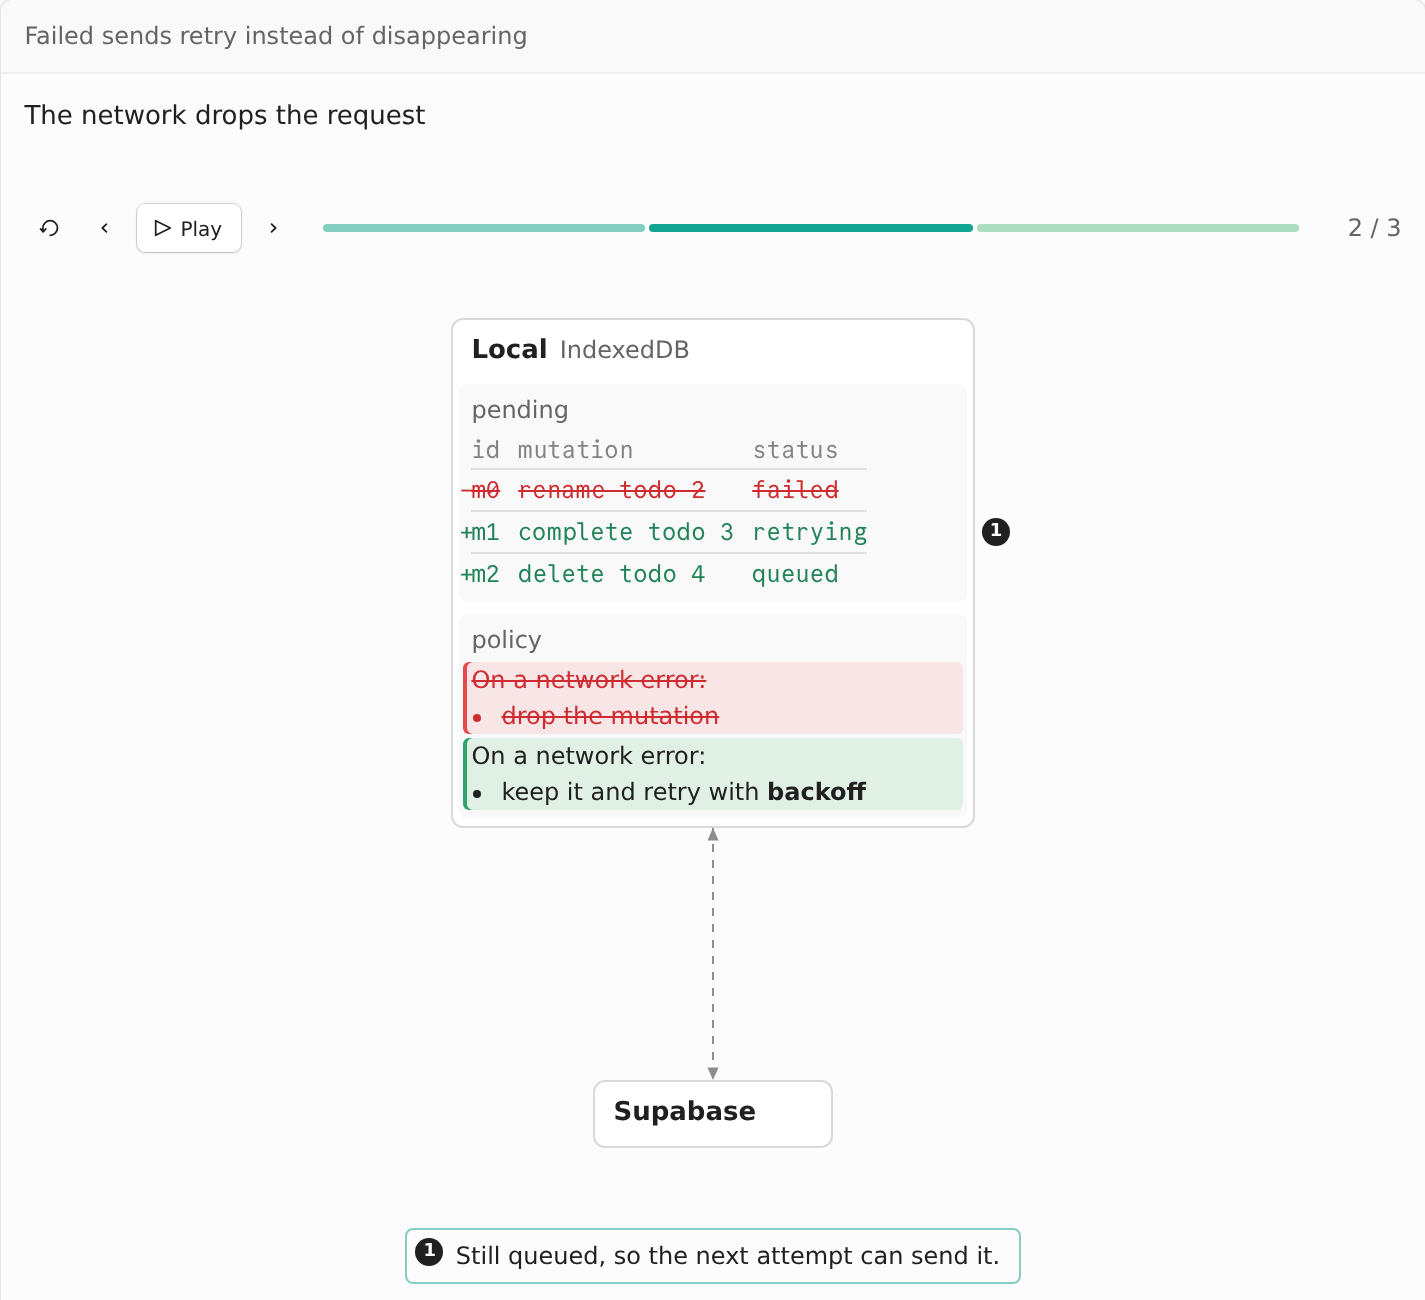 Failed sends retry instead of disappearing
The network drops the request
Play
2 / 3
Local IndexedDB
pending
id mutation status
-m0 rename todo 2 failed
+m1 complete todo 3 retrying
1
+m2 delete todo 4 queued
policy
On a network error:
• drop the mutation
On a network error:
• keep it and retry with backoff
Supabase
1 Still queued, so the next attempt can send it.